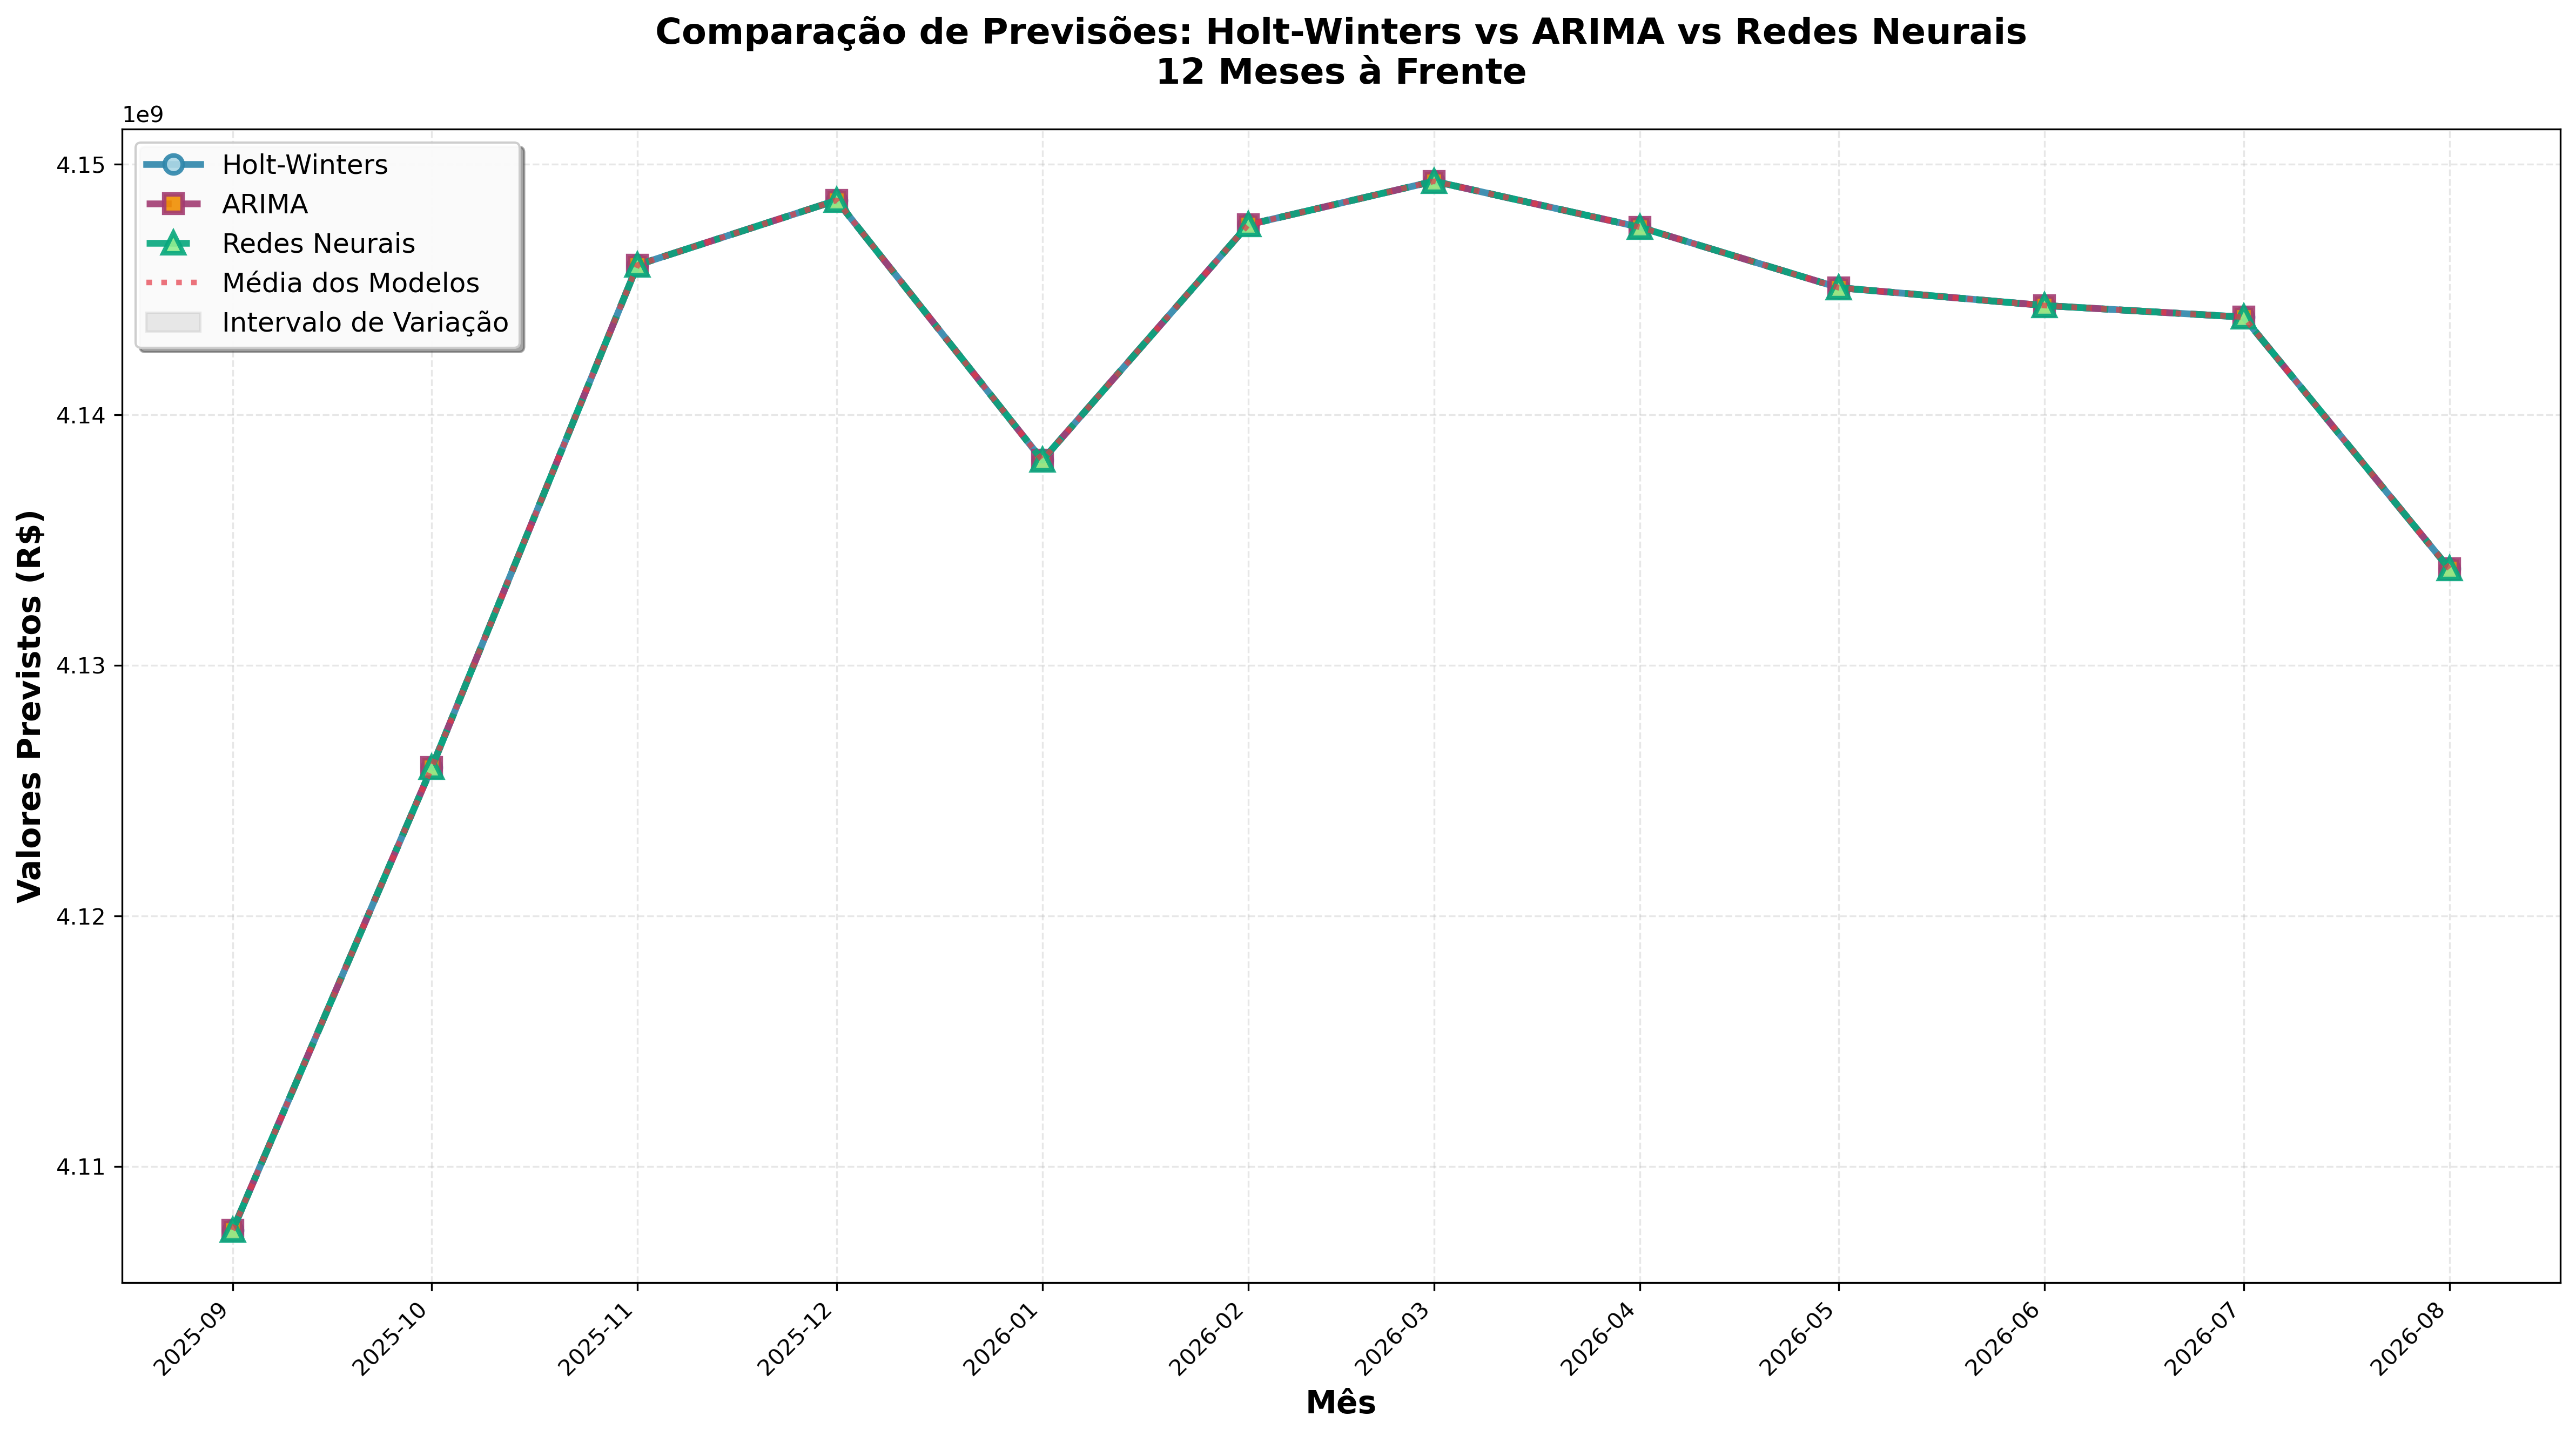 Comparação de Previsões: Holt-Winters vs ARIMA vs Redes Neurais
12 Meses à Frente
1e9
Holt-Winters
ARIMA
Redes Neurais
Média dos Modelos
Intervalo de Variação
4.15
4.14
4.13
4.12
4.11
Valores Previstos (R$)
2025-09
2025-10
2025-11
2025-12
2026-01
2026-02
2026-03
2026-04
2026-05
2026-06
2026-07
2026-08
Mês